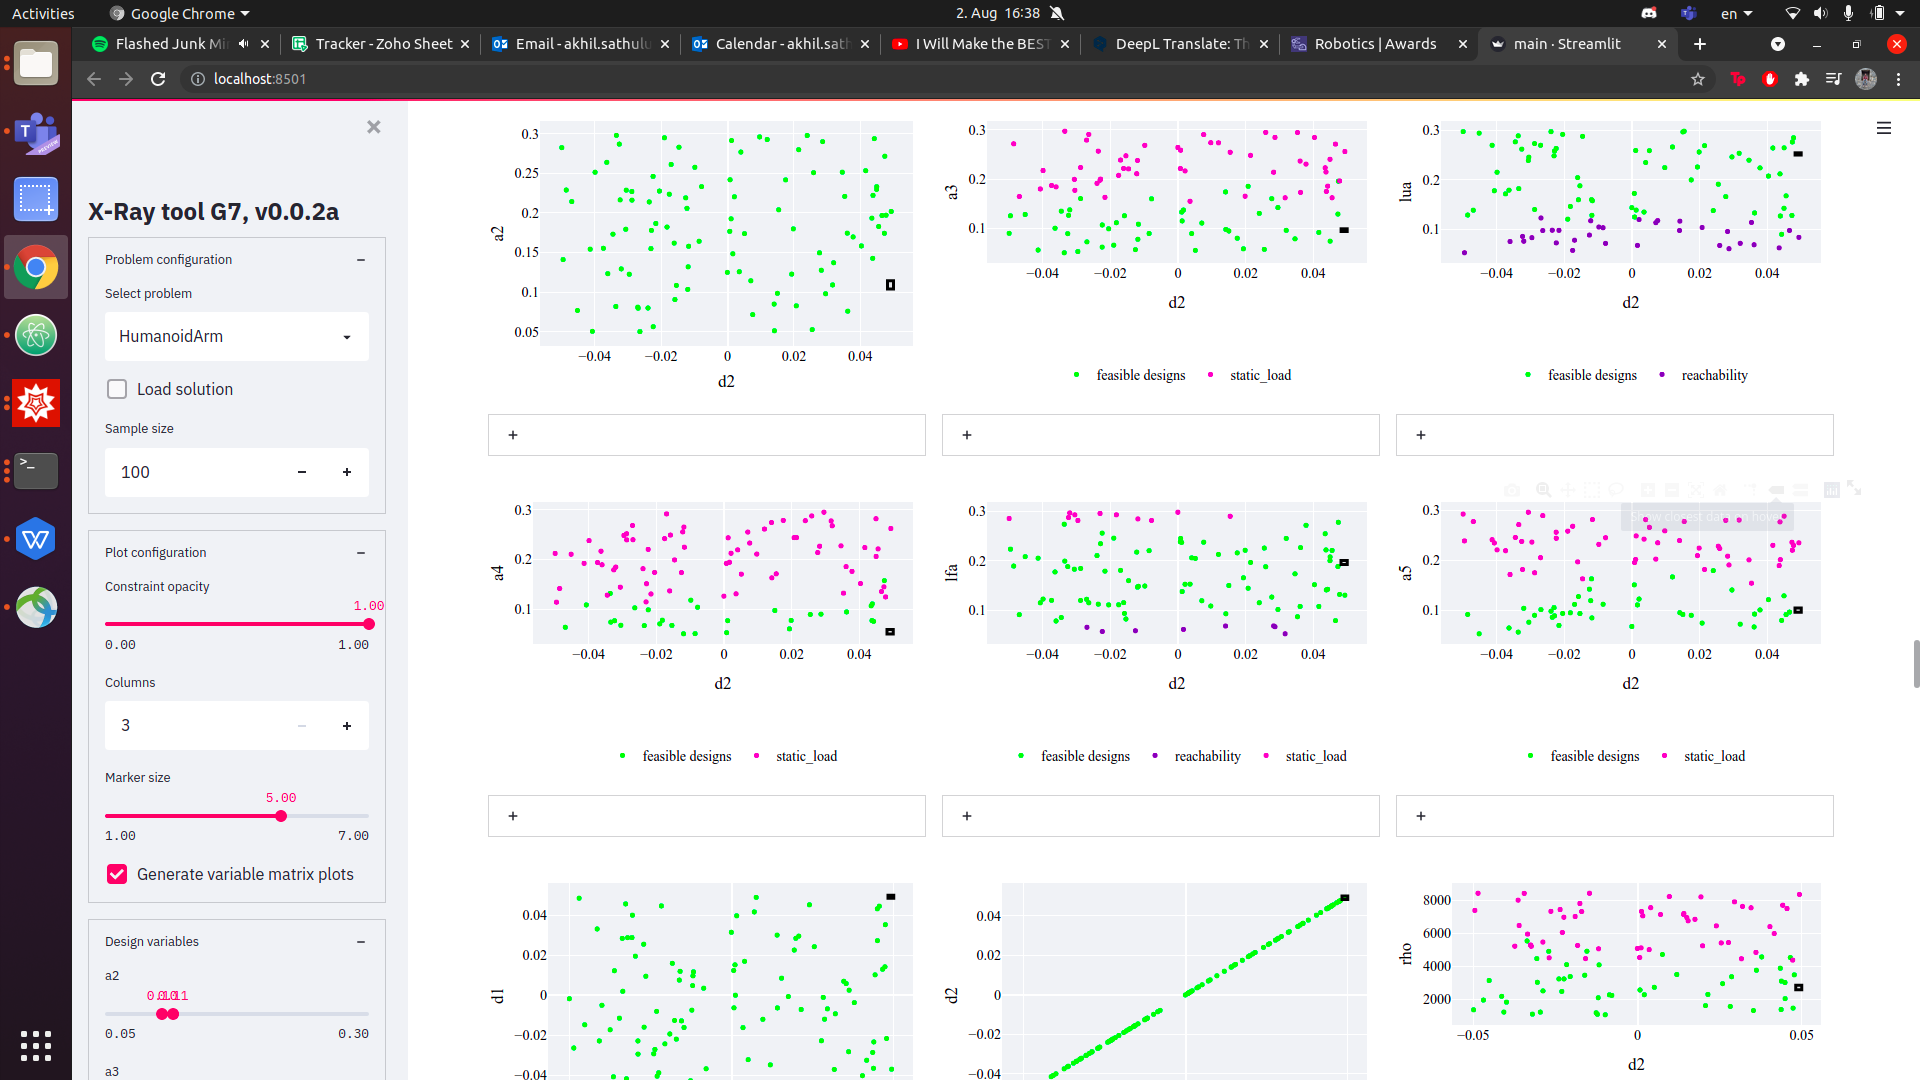 Activities Google Chrome 2. Aug 16:38 en
Flashed Junk Mi Tracker - Zoho Sheet Email - akhil.sathulu Calendar - akhil.sath I Will Make the BEST DeepL Translate: Th Robotics | Awards main · Streamlit
localhost:8501
X-Ray tool G7, v0.0.2a
Problem configuration
Select problem
HumanoidArm
Load solution
Sample size
100
Plot configuration
Constraint opacity
1.00
0.00 1.00
Columns
3
Marker size
5.00
1.00 7.00
Generate variable matrix plots
Design variables
a2
0.05 0.30
a3
a2
0.3
0.25
0.2
0.15
0.1
0.05
−0.04 −0.02 0 0.02 0.04
d2
a3
0.3
0.2
0.1
−0.04 −0.02 0 0.02 0.04
d2
feasible designs static_load
lua
0.3
0.2
0.1
−0.04 −0.02 0 0.02 0.04
d2
feasible designs reachability
+ + +
a4
0.3
0.2
0.1
−0.04 −0.02 0 0.02 0.04
d2
feasible designs static_load
lfa
0.3
0.2
0.1
−0.04 −0.02 0 0.02 0.04
d2
feasible designs reachability static_load
a5
0.3
0.2
0.1
−0.04 −0.02 0 0.02 0.04
d2
feasible designs static_load
+ + +
d1
0.04
0.02
0
−0.02
−0.04
d2
0.04
0.02
0
−0.02
−0.04
rho
8000
6000
4000
2000
−0.05 0 0.05
d2